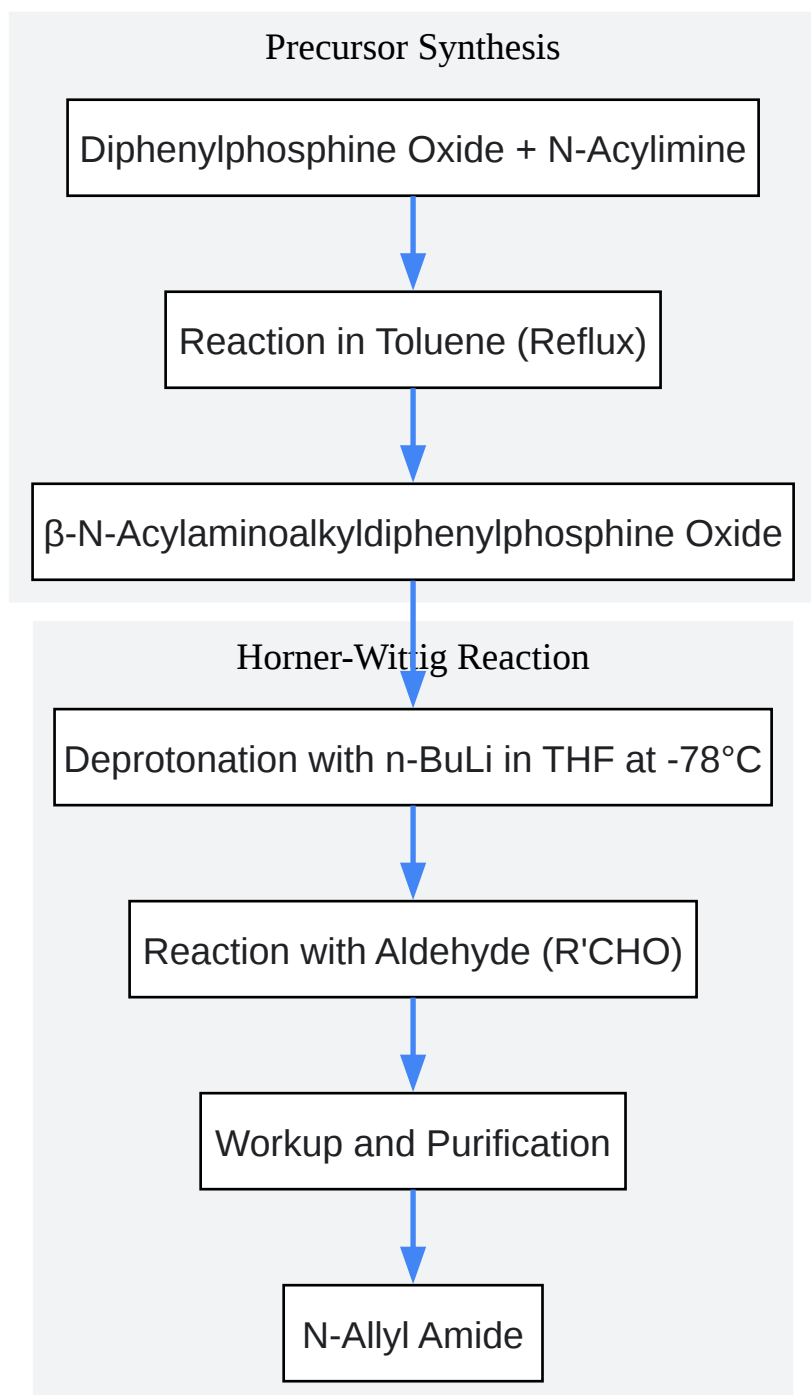 Precursor Synthesis
Diphenylphosphine Oxide + N-Acylimine
Reaction in Toluene (Reflux)
β-N-Acylaminoalkyldiphenylphosphine Oxide
Horner-Wittig Reaction
Deprotonation with n-BuLi in THF at -78°C
Reaction with Aldehyde (R'CHO)
Workup and Purification
N-Allyl Amide